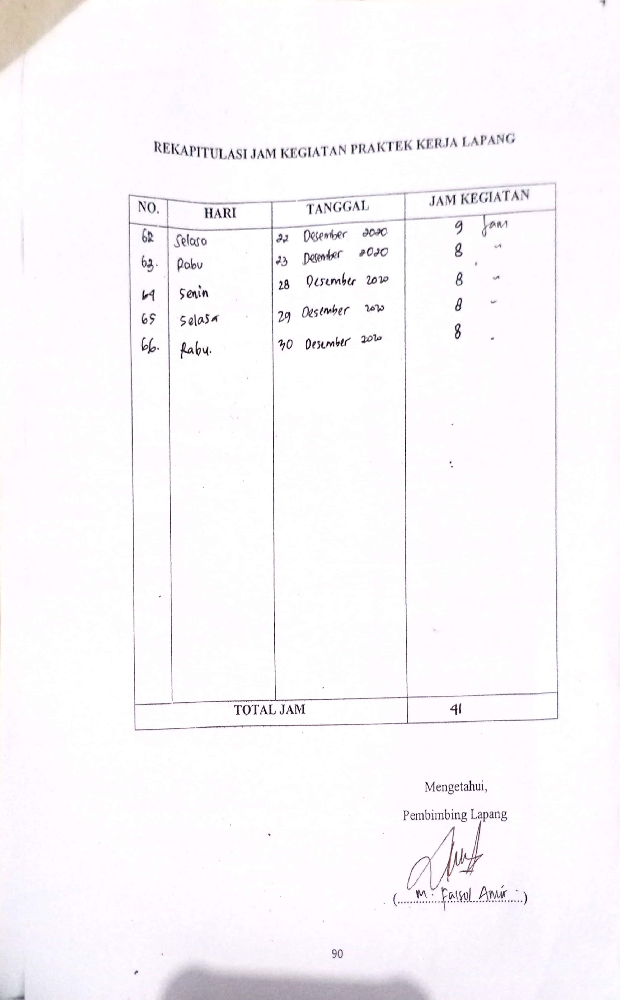 REKAPITULASI JAM KEGIATAN PRAKTEK KERJA LAPANG
NO. HARI TANGGAL JAM KEGIATAN
62 Selasa 22 Desember 2020 9 Jam
63. Rabu 23 Desember 2020 8 "
64 Senin 28 Desember 2020 8 "
65 Selasa 29 Desember 2020 8 "
66. Rabu. 30 Desember 2020 8 "
TOTAL JAM 41
Mengetahui,
Pembimbing Lapang
(M. Faisol Amir)
90